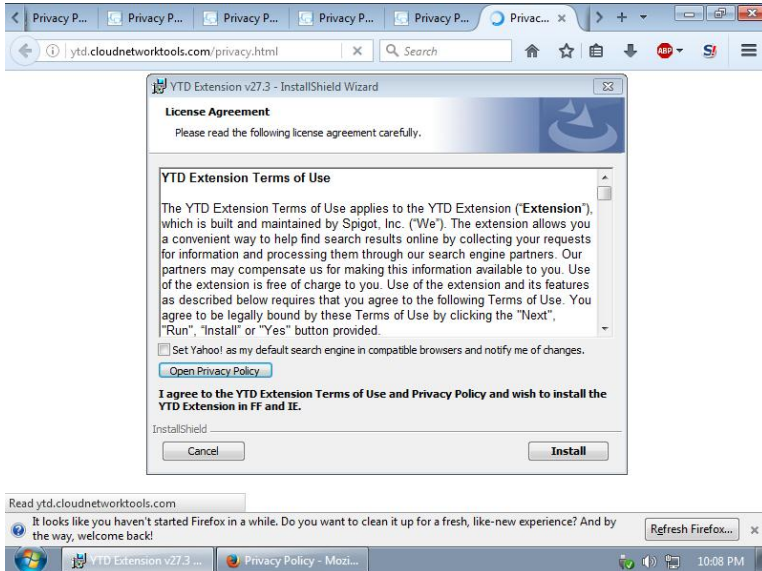 Privacy P...
Privacy P...
Privacy P...
Privacy P...
Privacy P...
Privac...
ytd.cloudnetworktools.com/privacy.html
Search
ABP
S!
YTD Extension v27.3 - InstallShield Wizard
License Agreement
Please read the following license agreement carefully.
YTD Extension Terms of Use
The YTD Extension Terms of Use applies to the YTD Extension (“Extension”),
which is built and maintained by Spigot, Inc. (“We”). The extension allows you
a convenient way to help find search results online by collecting your requests
for information and processing them through our search engine partners. Our
partners may compensate us for making this information available to you. Use
of the extension is free of charge to you. Use of the extension and its features
as described below requires that you agree to the following Terms of Use. You
agree to be legally bound by these Terms of Use by clicking the "Next",
"Run", “Install” or "Yes" button provided.
Set Yahoo! as my default search engine in compatible browsers and notify me of changes.
Open Privacy Policy
I agree to the YTD Extension Terms of Use and Privacy Policy and wish to install the
YTD Extension in FF and IE.
InstallShield
Cancel
Install
Read ytd.cloudnetworktools.com
It looks like you haven't started Firefox in a while. Do you want to clean it up for a fresh, like-new experience? And by
the way, welcome back!
Refresh Firefox...
YTD Extension v27.3 ...
Privacy Policy - Mozi...
10:08 PM